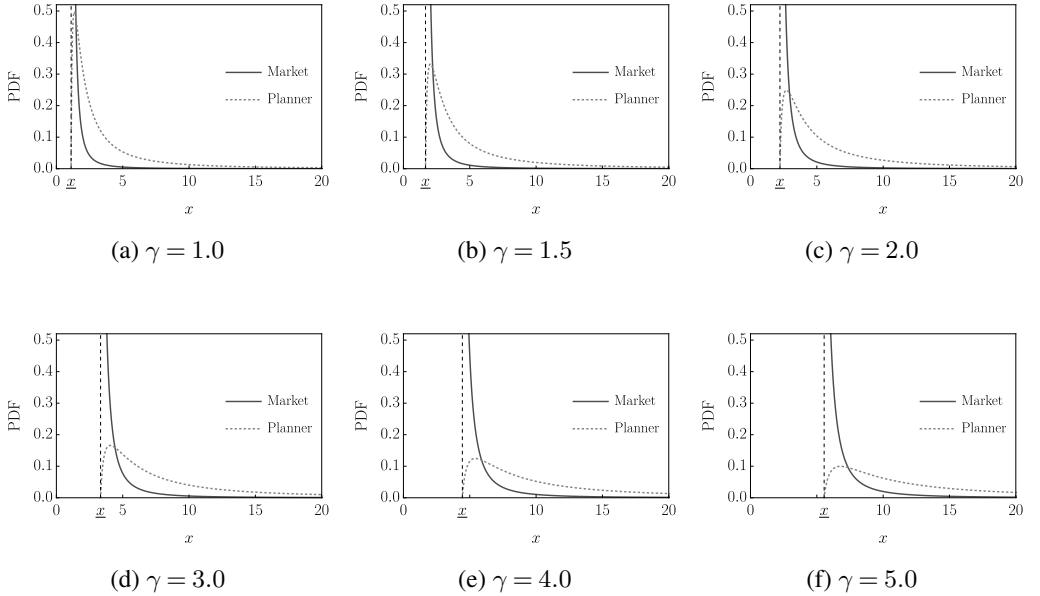 0.5
0.4
0.3
0.2
0.1
0.0
PDF
Market
Planner
0 x 5 10 15 20
x
(a) γ = 1.0
0.5
0.4
0.3
0.2
0.1
0.0
PDF
Market
Planner
0 x 5 10 15 20
x
(b) γ = 1.5
0.5
0.4
0.3
0.2
0.1
0.0
PDF
Market
Planner
0 x 5 10 15 20
x
(c) γ = 2.0
0.5
0.4
0.3
0.2
0.1
0.0
PDF
Market
Planner
0 x 5 10 15 20
x
(d) γ = 3.0
0.5
0.4
0.3
0.2
0.1
0.0
PDF
Market
Planner
0 x 5 10 15 20
x
(e) γ = 4.0
0.5
0.4
0.3
0.2
0.1
0.0
PDF
Market
Planner
0 5 x 10 15 20
x
(f) γ = 5.0